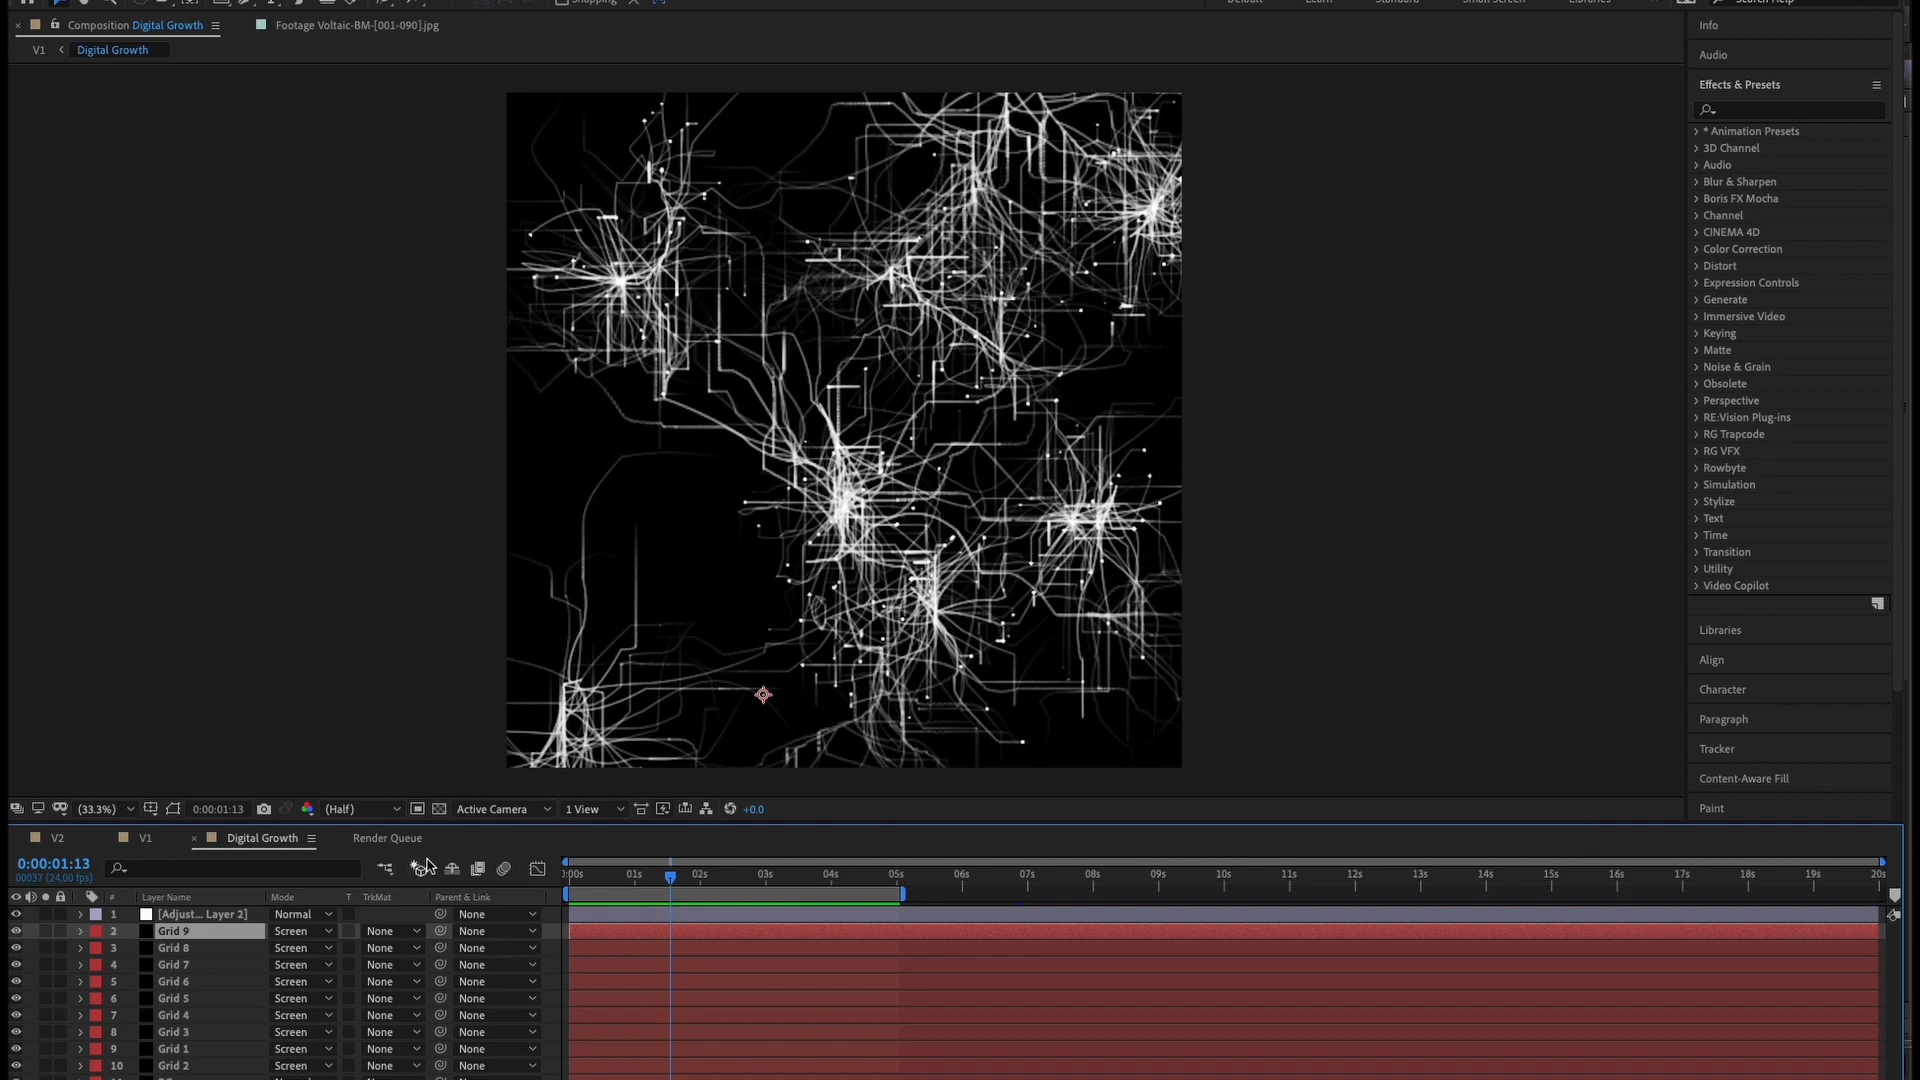 Snapping
Default
Learn
Standard
Small Screen
Libraries
Search Help
Composition Digital Growth
Footage Voltaic-BM-[001-090].jpg
V1
Digital Growth
Info
Audio
Effects & Presets
* Animation Presets
3D Channel
Audio
Blur & Sharpen
Boris FX Mocha
Channel
CINEMA 4D
Color Correction
Distort
Expression Controls
Generate
Immersive Video
Keying
Matte
Noise & Grain
Obsolete
Perspective
RE:Vision Plug-ins
RG Trapcode
RG VFX
Rowbyte
Simulation
Stylize
Text
Time
Transition
Utility
Video Copilot
Libraries
Align
Character
Paragraph
Tracker
Content-Aware Fill
Paint
(33.3%) 0:00:01:13 (Half) Active Camera 1 View +0.0
V2 V1 Digital Growth Render Queue
0:00:01:13
00037 (24.00 fps)
):00s 01s 02s 03s 04s 05s 06s 07s 08s 09s 10s 11s 12s 13s 14s 15s 16s 17s 18s 19s 20s
# Layer Name Mode T TrkMat Parent & Link
1 [Adjust... Layer 2] Normal None
2 Grid 9 Screen None None
3 Grid 8 Screen None None
4 Grid 7 Screen None None
5 Grid 6 Screen None None
6 Grid 5 Screen None None
7 Grid 4 Screen None None
8 Grid 3 Screen None None
9 Grid 1 Screen None None
10 Grid 2 Screen None None